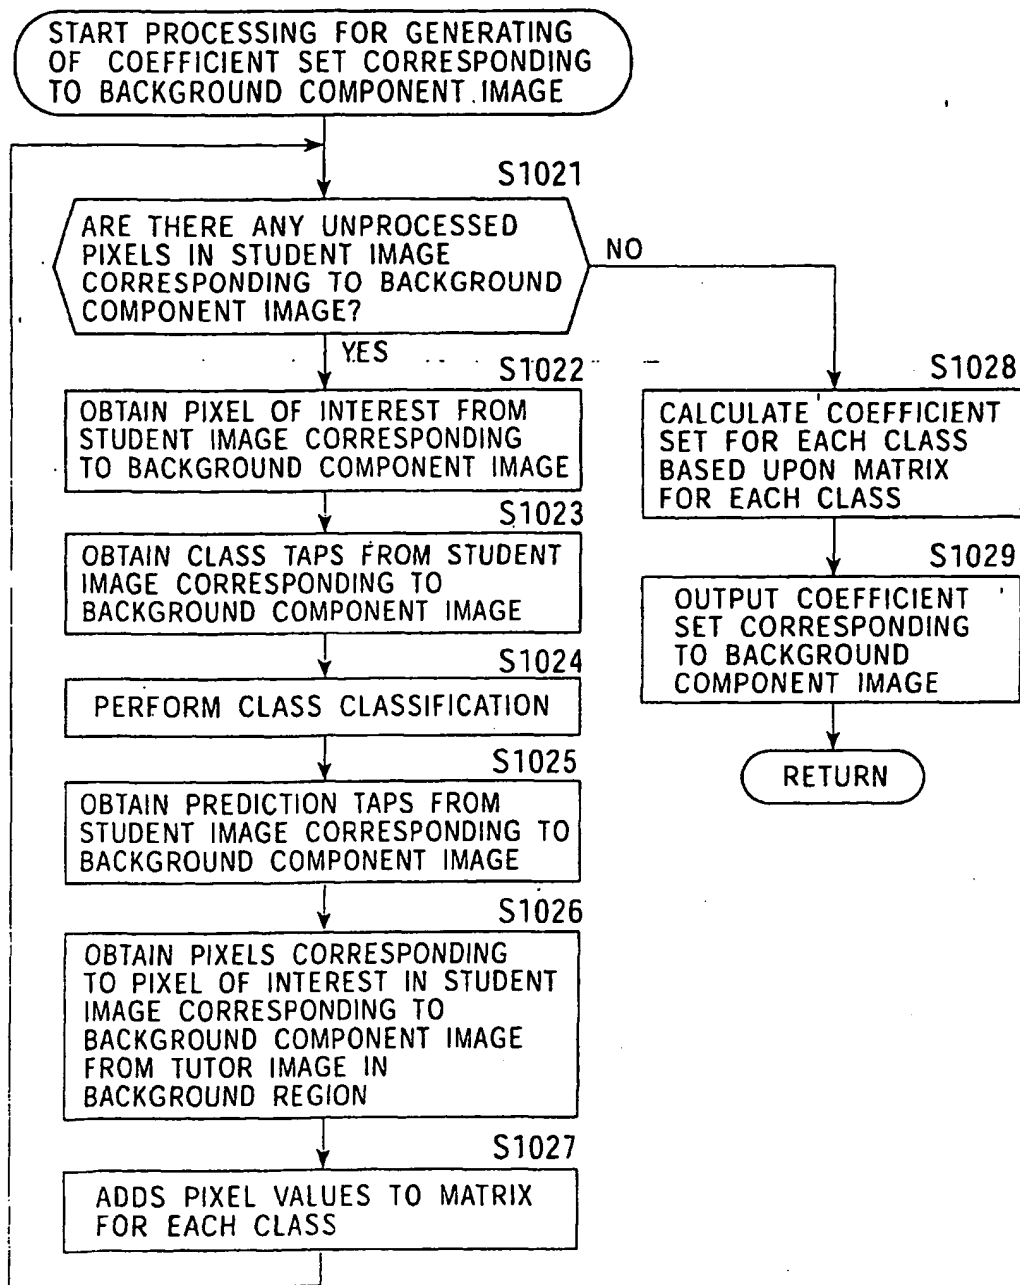 START PROCESSING FOR GENERATING
OF COEFFICIENT SET CORRESPONDING
TO BACKGROUND COMPONENT IMAGE
S1021
ARE THERE ANY UNPROCESSED
PIXELS IN STUDENT IMAGE
CORRESPONDING TO BACKGROUND
COMPONENT IMAGE?
NO
YES
S1022
OBTAIN PIXEL OF INTEREST FROM
STUDENT IMAGE CORRESPONDING
TO BACKGROUND COMPONENT IMAGE
S1023
OBTAIN CLASS TAPS FROM STUDENT
IMAGE CORRESPONDING TO
BACKGROUND COMPONENT IMAGE
S1024
PERFORM CLASS CLASSIFICATION
S1025
OBTAIN PREDICTION TAPS FROM
STUDENT IMAGE CORRESPONDING TO
BACKGROUND COMPONENT IMAGE
S1026
OBTAIN PIXELS CORRESPONDING
TO PIXEL OF INTEREST IN STUDENT
IMAGE CORRESPONDING TO
BACKGROUND COMPONENT IMAGE
FROM TUTOR IMAGE IN
BACKGROUND REGION
S1027
ADDS PIXEL VALUES TO MATRIX
FOR EACH CLASS
S1028
CALCULATE COEFFICIENT
SET FOR EACH CLASS
BASED UPON MATRIX
FOR EACH CLASS
S1029
OUTPUT COEFFICIENT
SET CORRESPONDING
TO BACKGROUND
COMPONENT IMAGE
RETURN